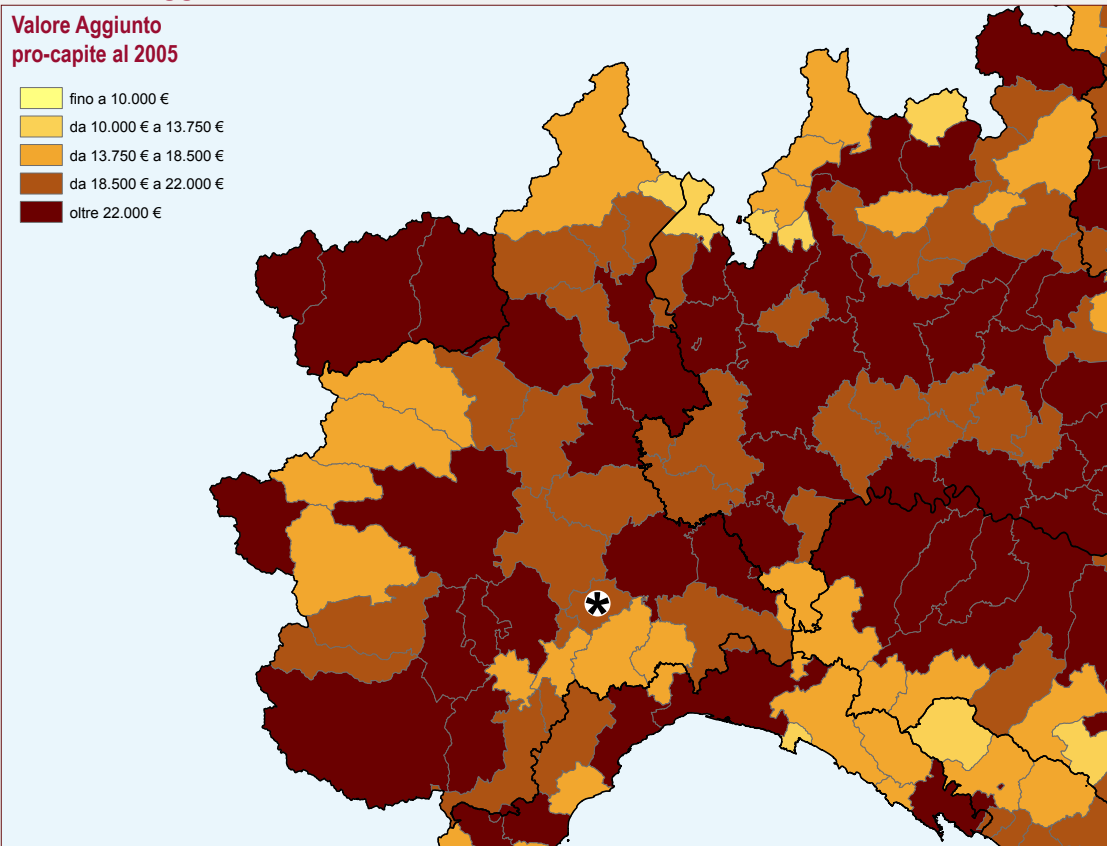 Valore Aggiunto
pro-capite al 2005
fino a 10.000 €
da 10.000 € a 13.750 €
da 13.750 € a 18.500 €
da 18.500 € a 22.000 €
oltre 22.000 €
*